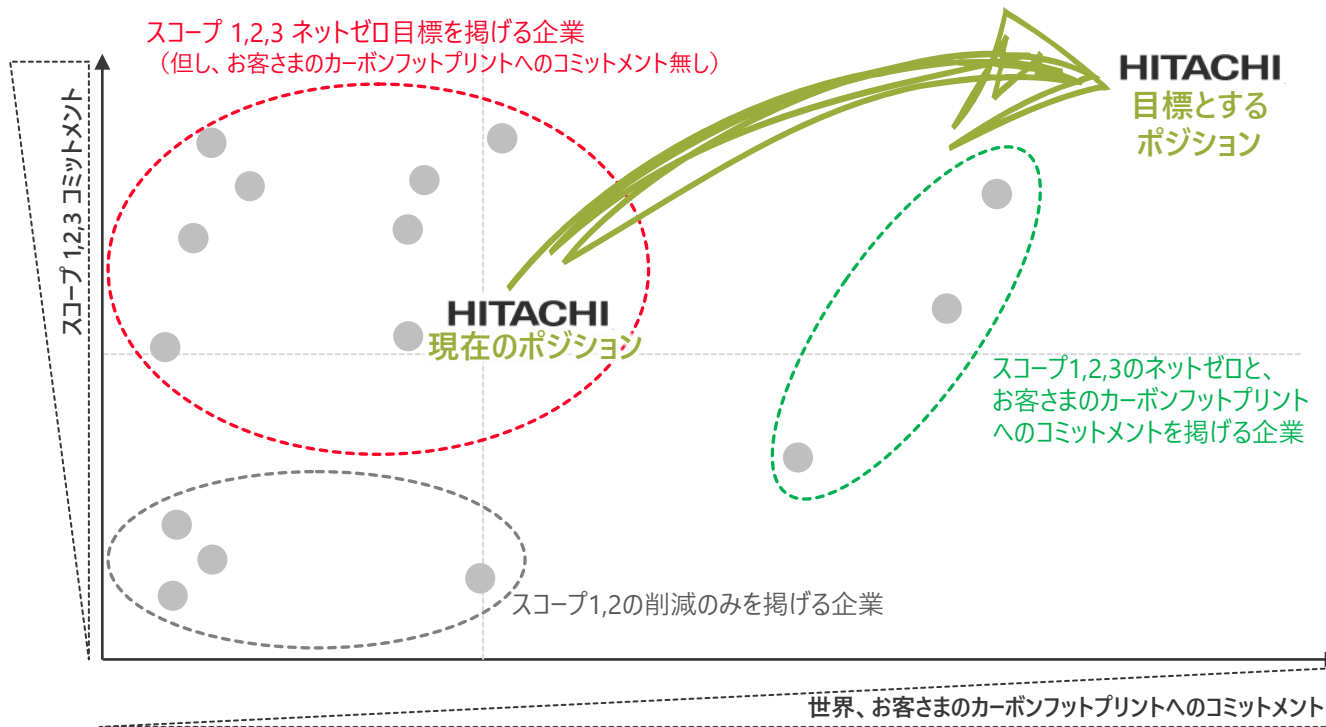 スコープ 1,2,3 ネットゼロ目標を掲げる企業
（但し、お客さまのカーボンフットプリントへのコミットメント無し）
HITACHI
目標とする
ポジション
スコープ 1,2,3 コミットメント
HITACHI
現在のポジション
スコープ1,2,3のネットゼロと、
お客さまのカーボンフットプリント
へのコミットメントを掲げる企業
スコープ1,2の削減のみを掲げる企業
世界、お客さまのカーボンフットプリントへのコミットメント